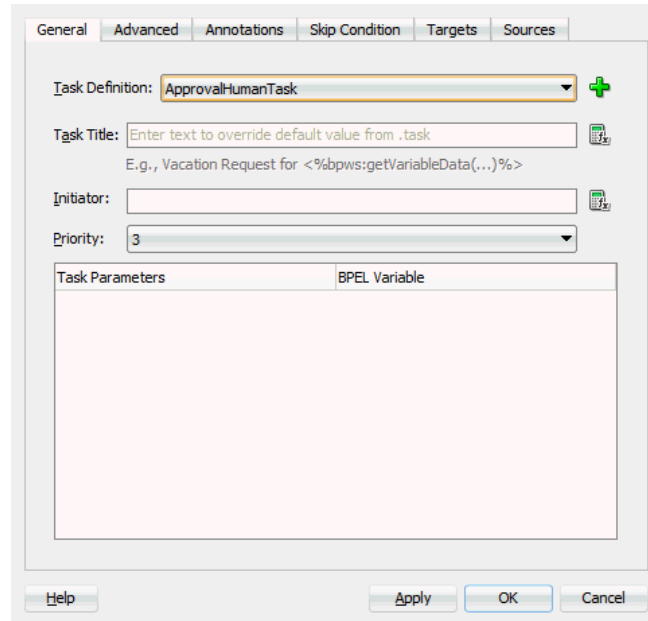 General Advanced Annotations Skip Condition Targets Sources
Task Definition: ApprovalHumanTask
Task Title: Enter text to override default value from .task
E.g., Vacation Request for <%bpws:getVariableData(...)%>
Initiator:
Priority: 3
Task Parameters BPEL Variable
Help Apply OK Cancel